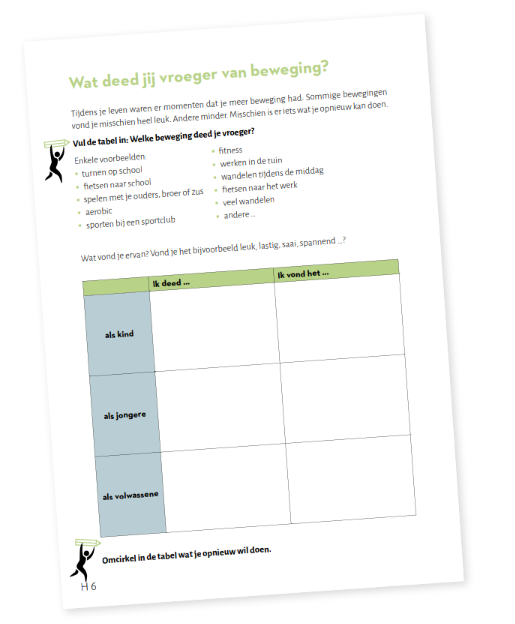 Wat deed jij vroeger van beweging?
Tijdens je leven waren er momenten dat je meer beweging had. Sommige bewegingen
vond je misschien heel leuk. Andere minder. Misschien is er iets wat je opnieuw kan doen.
Vul de tabel in: Welke beweging deed je vroeger?
Enkele voorbeelden:
• turnen op school
• fietsen naar school
• spelen met je ouders, broer of zus
• aerobic
• sporten bij een sportclub
• fitness
• werken in de tuin
• wandelen tijdens de middag
• fietsen naar het werk
• veel wandelen
• andere ...
Wat vond je ervan? Vond je het bijvoorbeeld leuk, lastig, saai, spannend ...?
Ik deed ...
Ik vond het ...
als kind
als jongere
als volwassene
Omcirkel in de tabel wat je opnieuw wil doen.
H 6